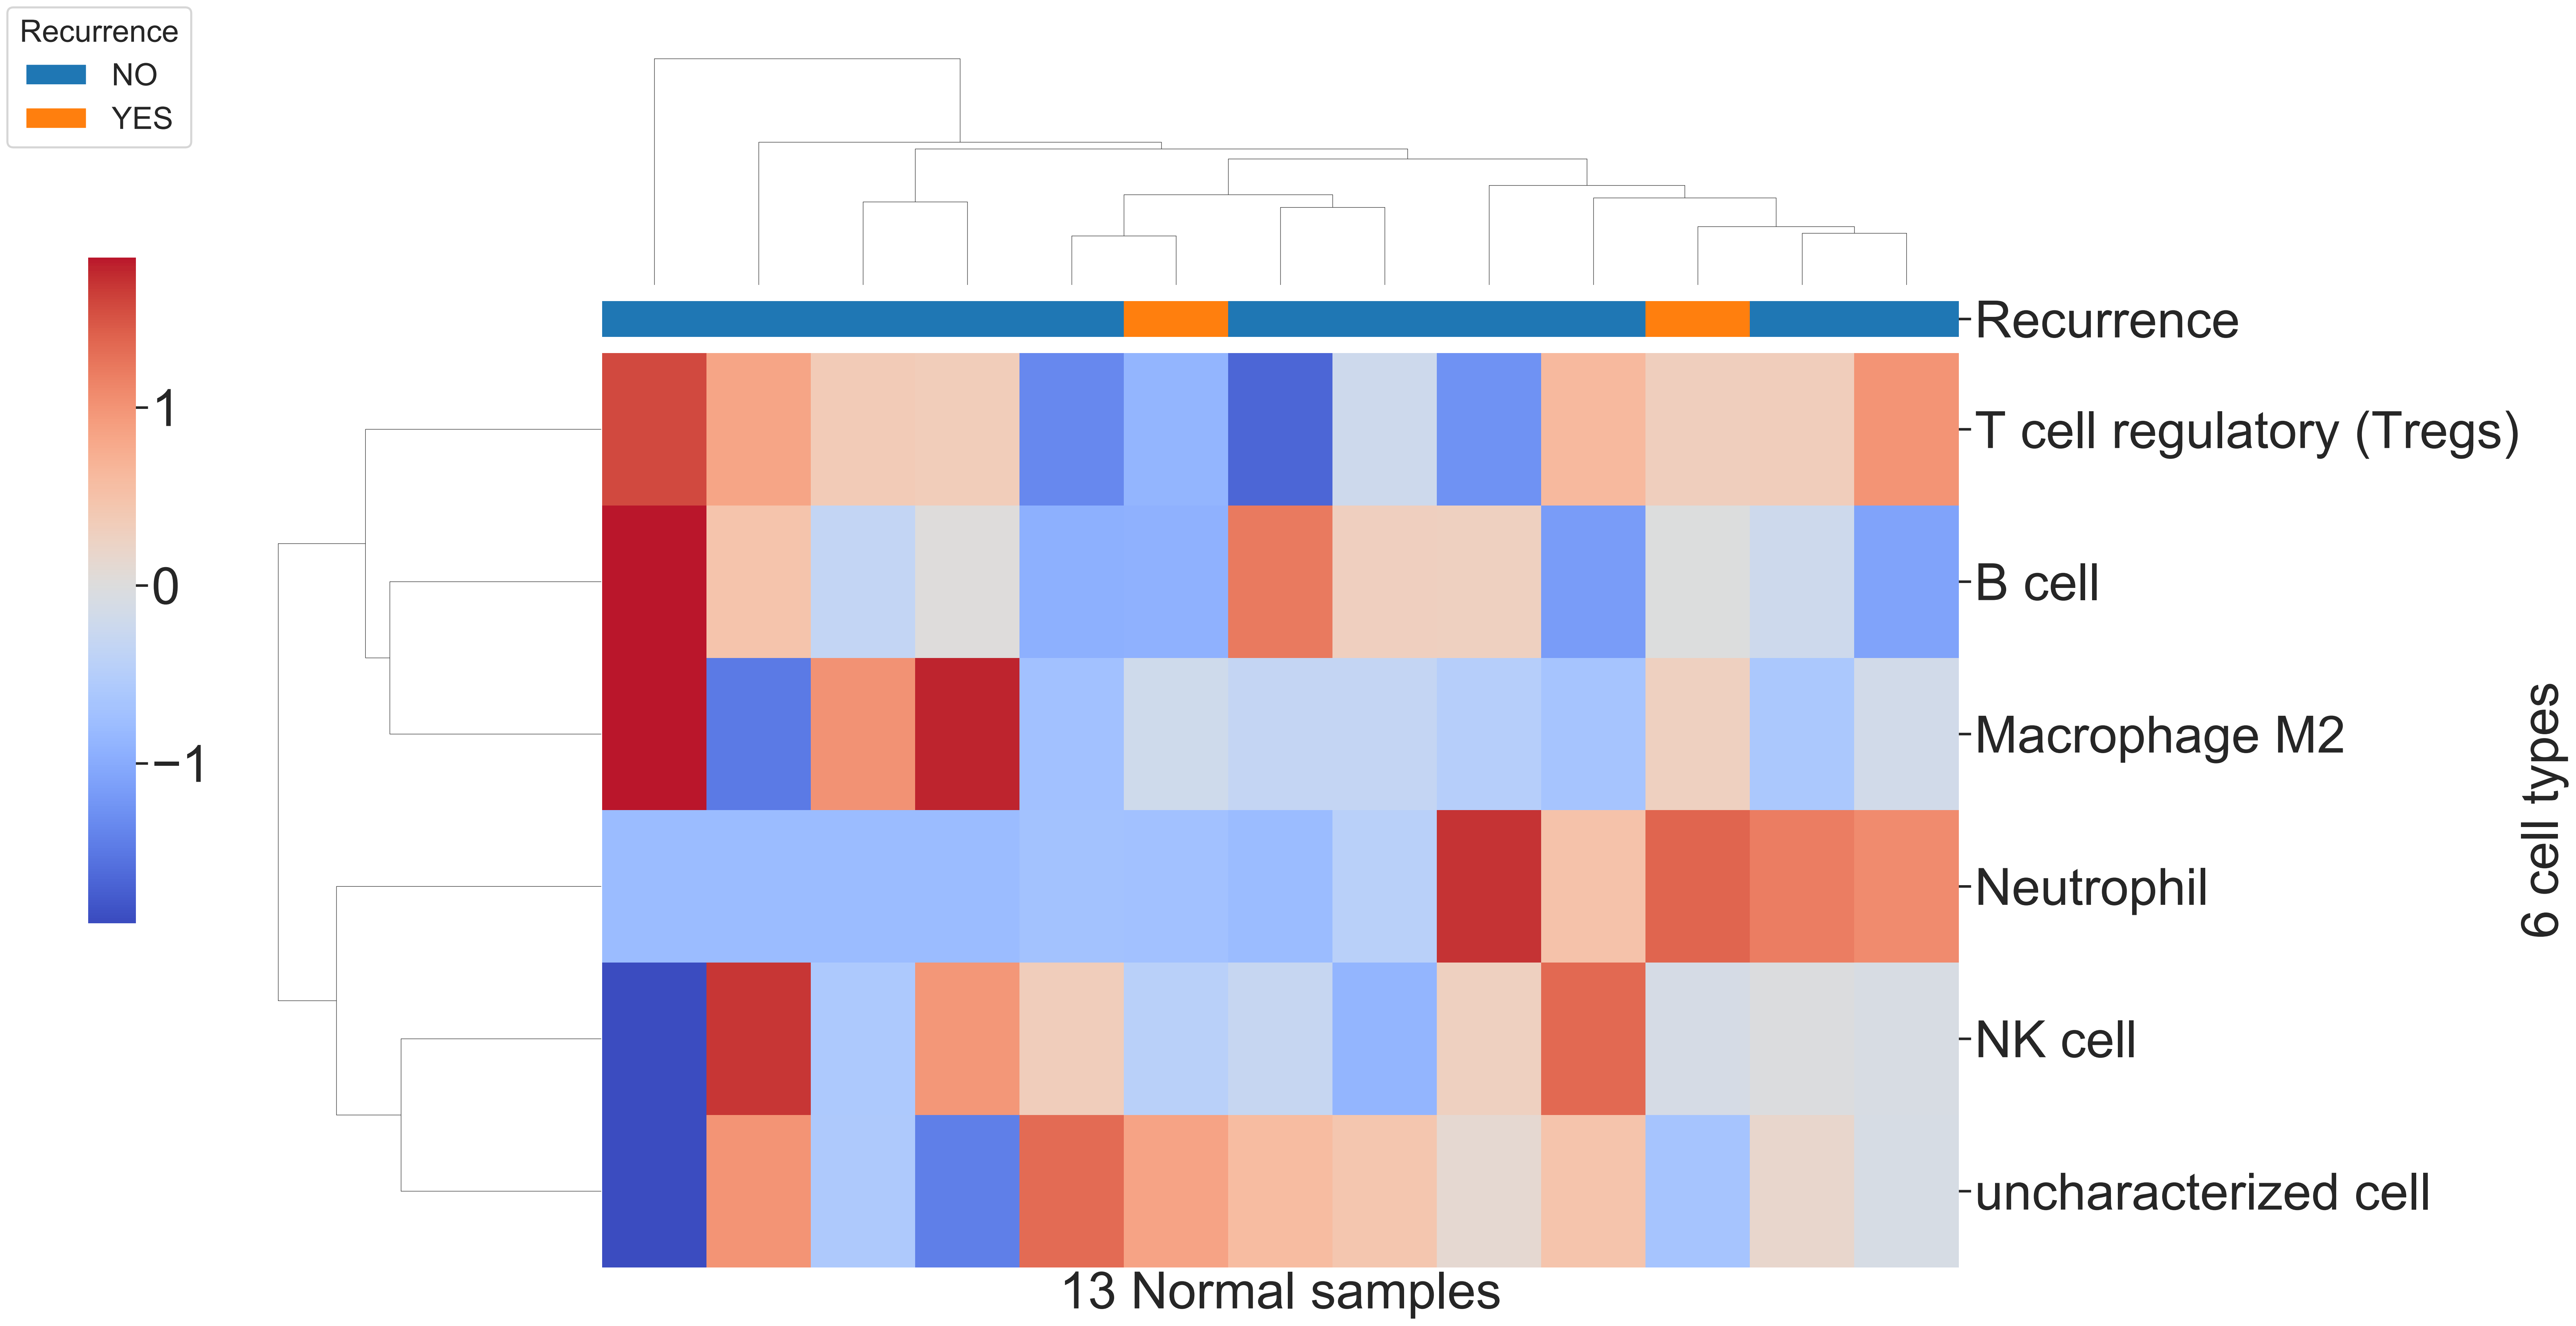 Recurrence
NO
YES
1
0
−1
Recurrence
T cell regulatory (Tregs)
B cell
Macrophage M2
Neutrophil
NK cell
uncharacterized cell
6 cell types
13 Normal samples